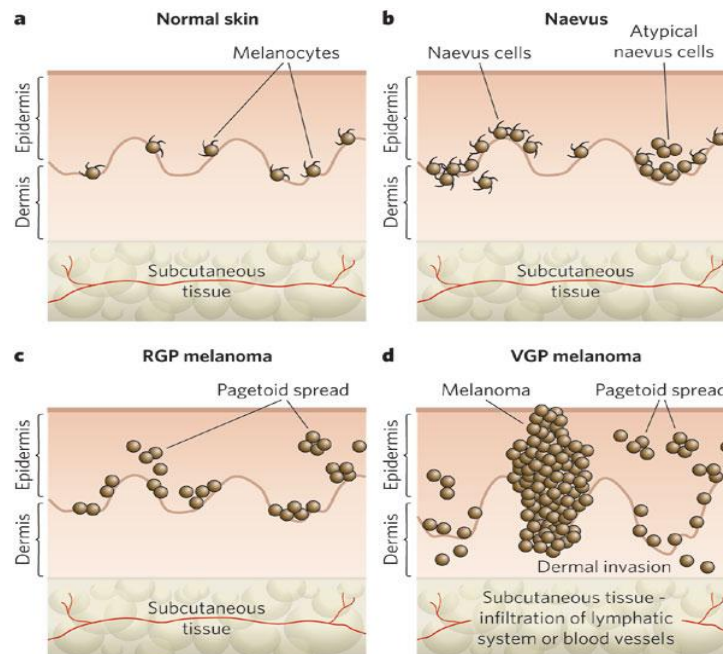 a Normal skin
Melanocytes
Epidermis
Dermis
Subcutaneous
tissue
b Naevus
Naevus cells
Atypical
naevus cells
Epidermis
Dermis
Subcutaneous
tissue
c RGP melanoma
Pagetoid spread
Epidermis
Dermis
Subcutaneous
tissue
d VGP melanoma
Melanoma
Pagetoid spread
Epidermis
Dermis
Dermal invasion
Subcutaneous tissue -
infiltration of lymphatic
system or blood vessels